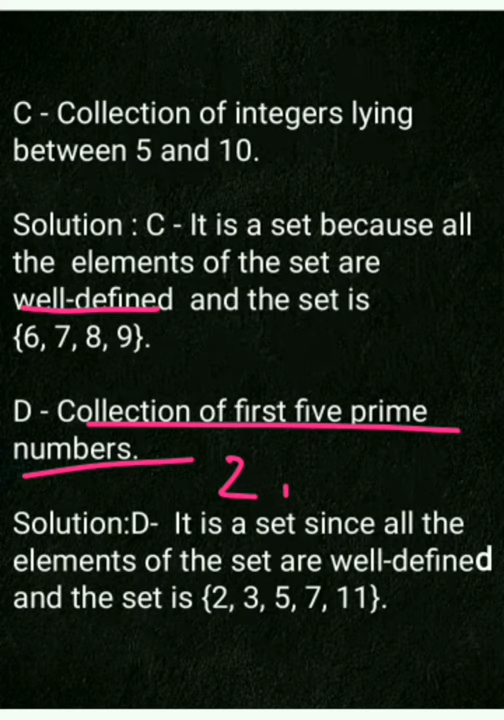 C - Collection of integers lying
between 5 and 10.
Solution : C - It is a set because all
the elements of the set are
well-defined and the set is
{6, 7, 8, 9}.
D - Collection of first five prime
numbers.
2,
Solution:D- It is a set since all the
elements of the set are well-defined
and the set is {2, 3, 5, 7, 11}.